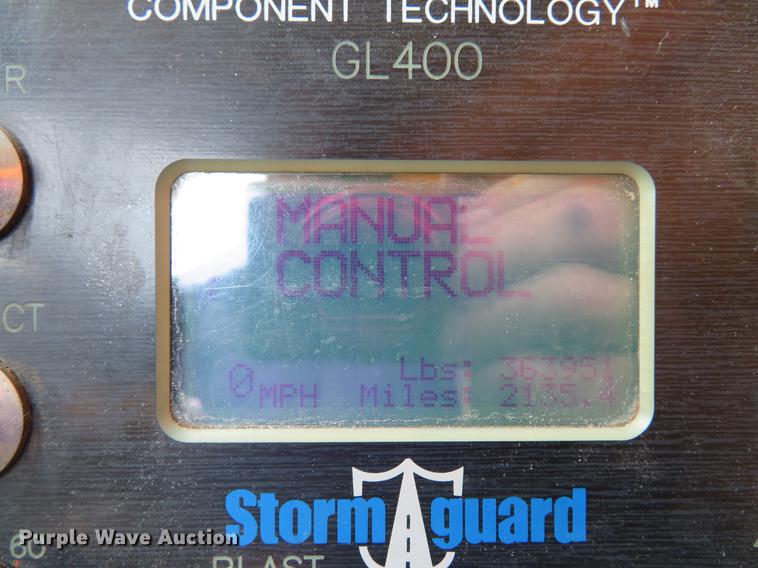 COMPONENT TECHNOLOGY™
GL400
R
MANUAL
CONTROL
CT
Lbs: 363951
0 MPH Miles: 2135.4
Storm guard
Purple Wave Auction
60
BLAST